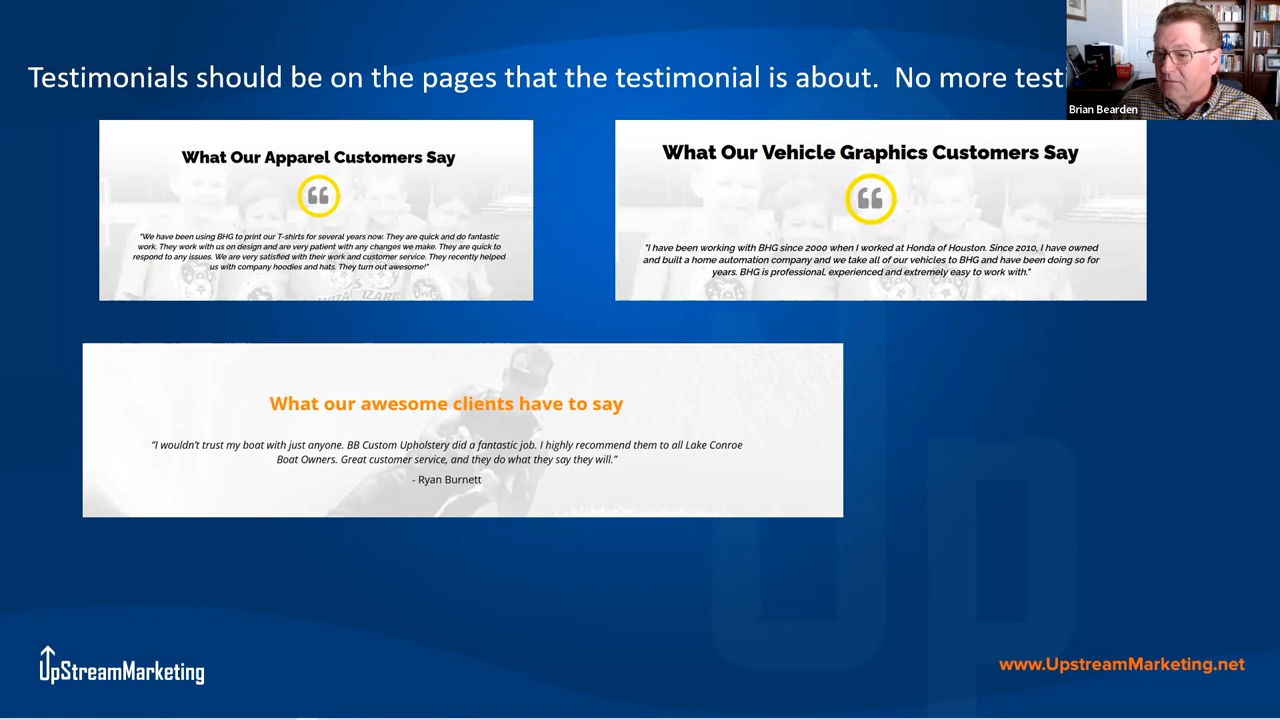 Testimonials should be on the pages that the testimonial is about. No more
Brian Bearden
What Our Apparel Customers Say
"We have been using BHG to print our T-shirts for several years now. They are quick and do fantastic
work. They work with us on design and are very patient with any changes we make. They are quick to
respond to any issues. We are very satisfied with their work and customer service. They recently helped
us with company hoodies and hats. They turn out awesome!"
What Our Vehicle Graphics Customers Say
"I have been working with BHG since 2000 when I worked at Honda of Houston. Since 2010, I have owned
and built a home automation company and we take all of our vehicles to BHG and have been doing so for
years. BHG is professional, experienced and extremely easy to work with."
What our awesome clients have to say
“I wouldn’t trust my boat with just anyone. BB Custom Upholstery did a fantastic job. I highly recommend them to all Lake Conroe
Boat Owners. Great customer service, and they do what they say they will.”
- Ryan Burnett
UpStreamMarketing
www.UpstreamMarketing.net
Up